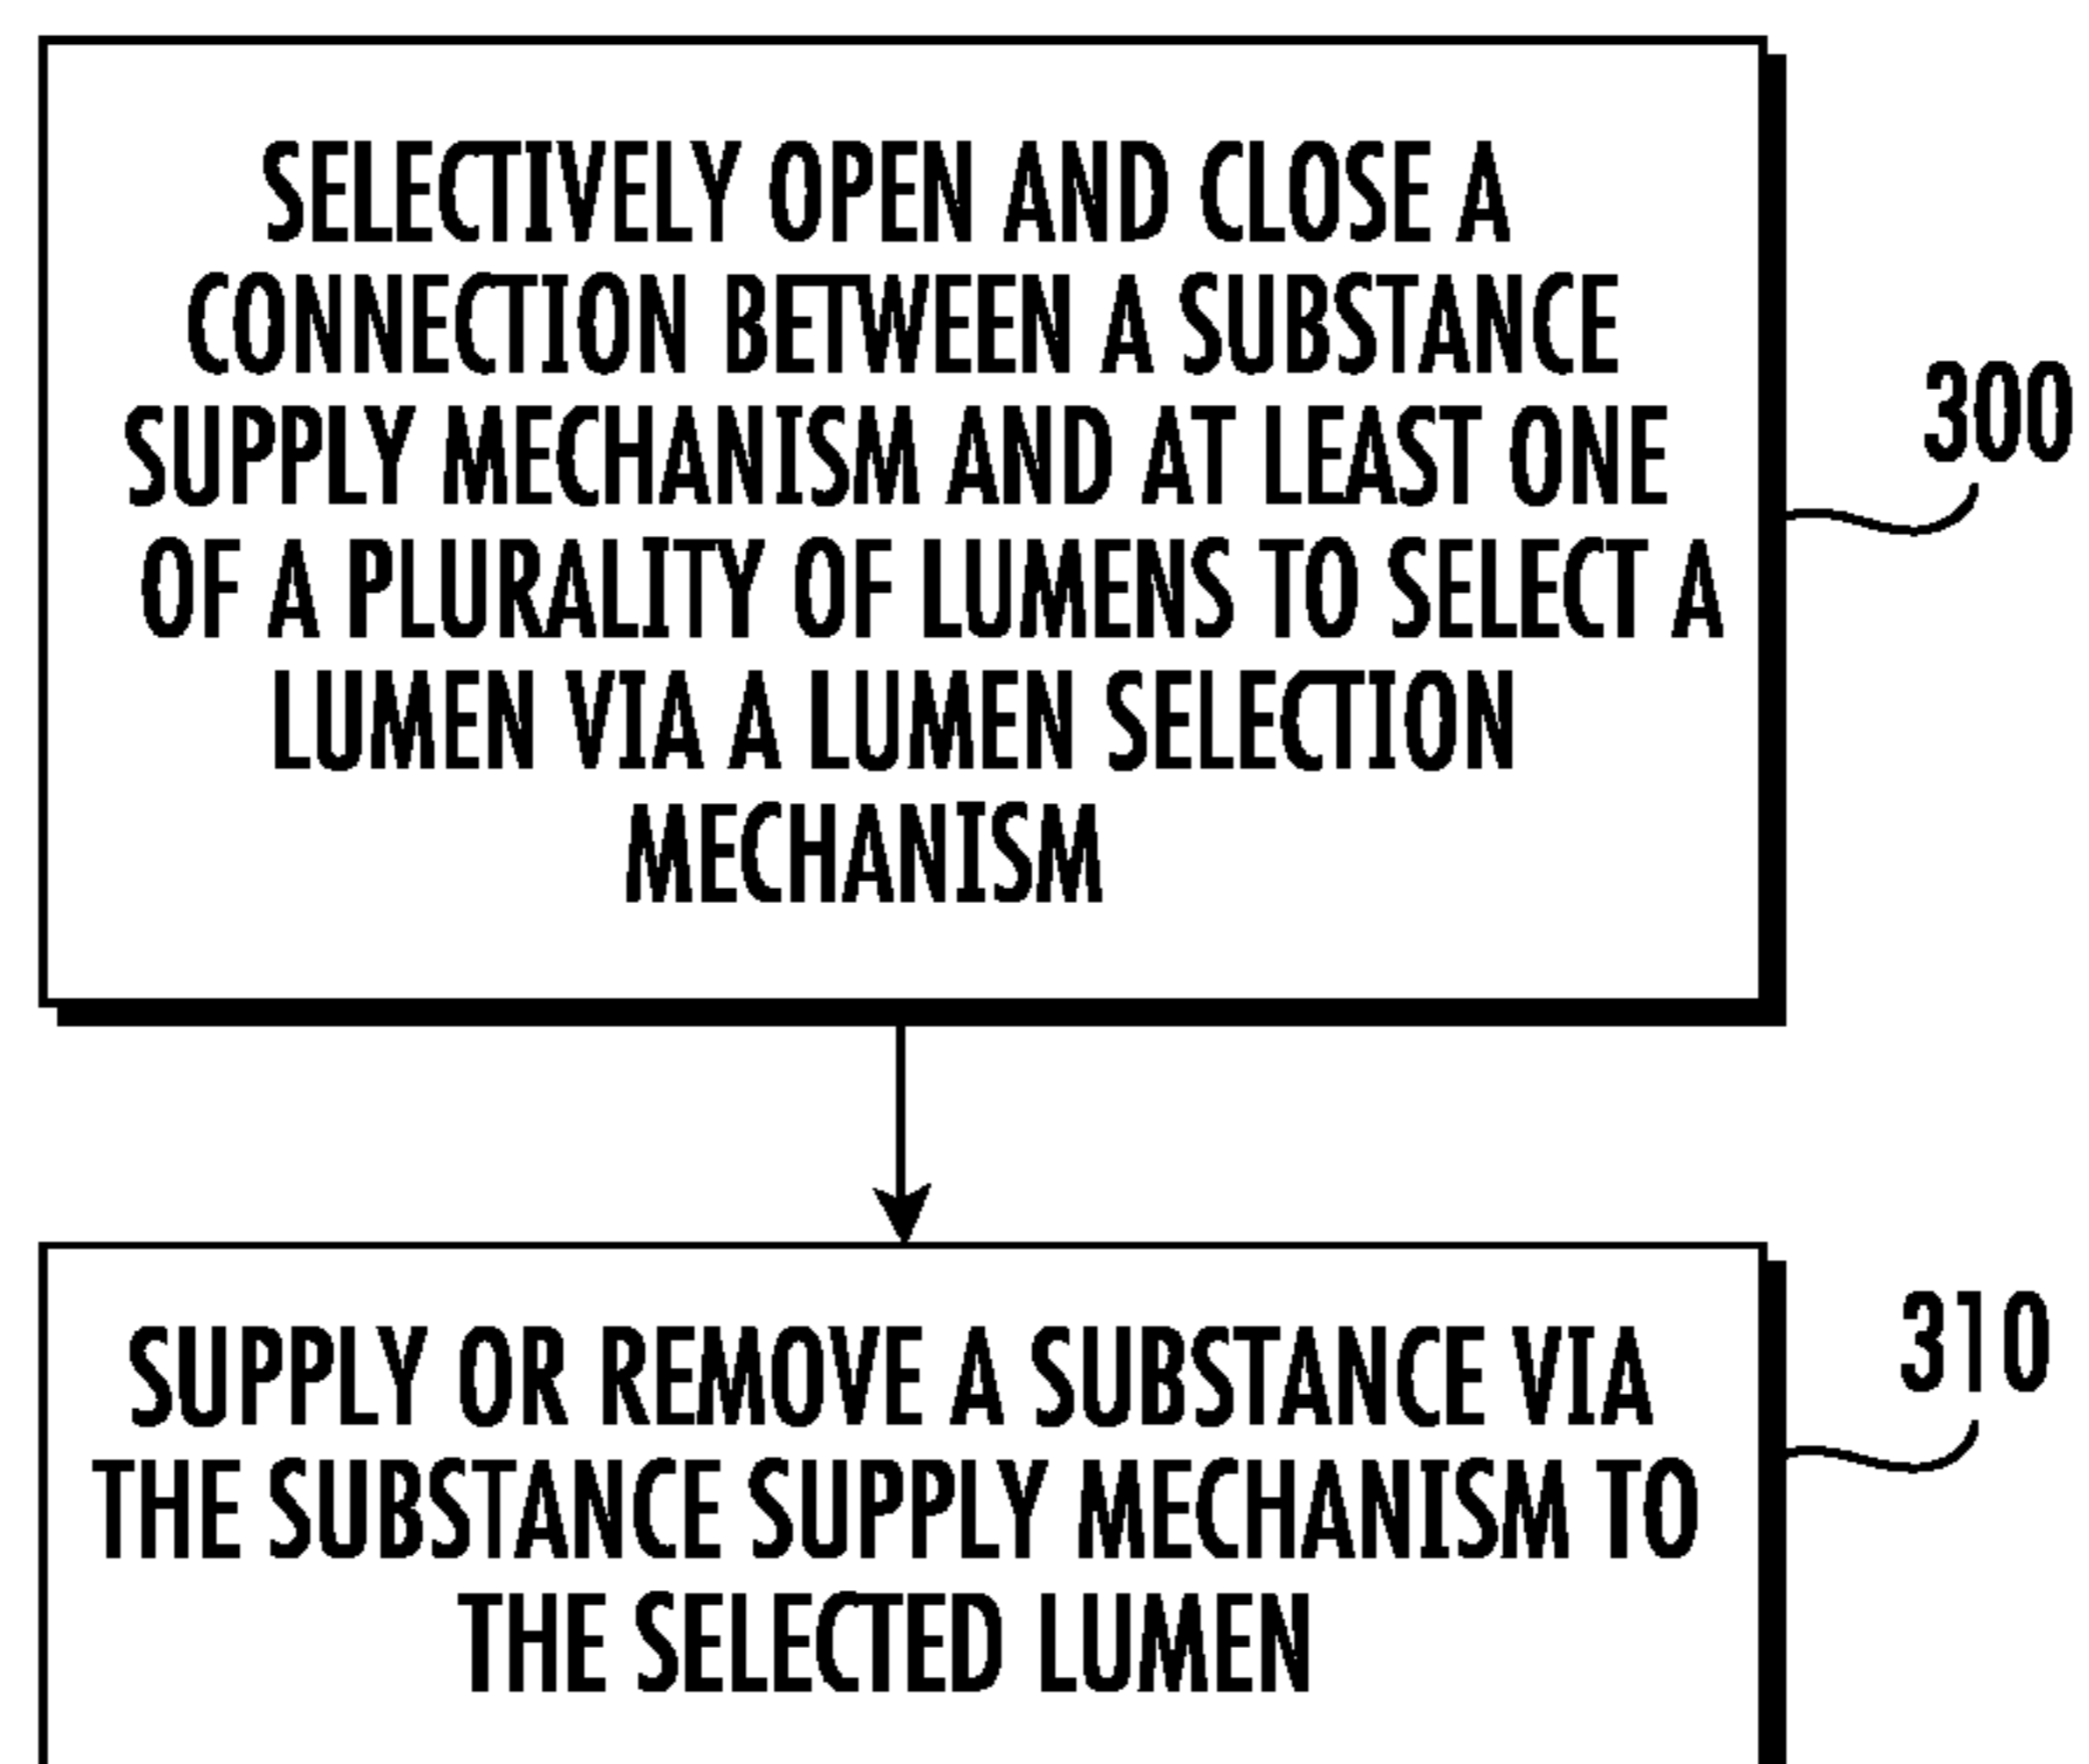 SELECTIVELY OPEN AND CLOSE A
CONNECTION BETWEEN A SUBSTANCE
SUPPLY MECHANISM AND AT LEAST ONE
OF A PLURALITY OF LUMENS TO SELECT A
LUMEN VIA A LUMEN SELECTION
MECHANISM
300
SUPPLY OR REMOVE A SUBSTANCE VIA
THE SUBSTANCE SUPPLY MECHANISM TO
THE SELECTED LUMEN
310